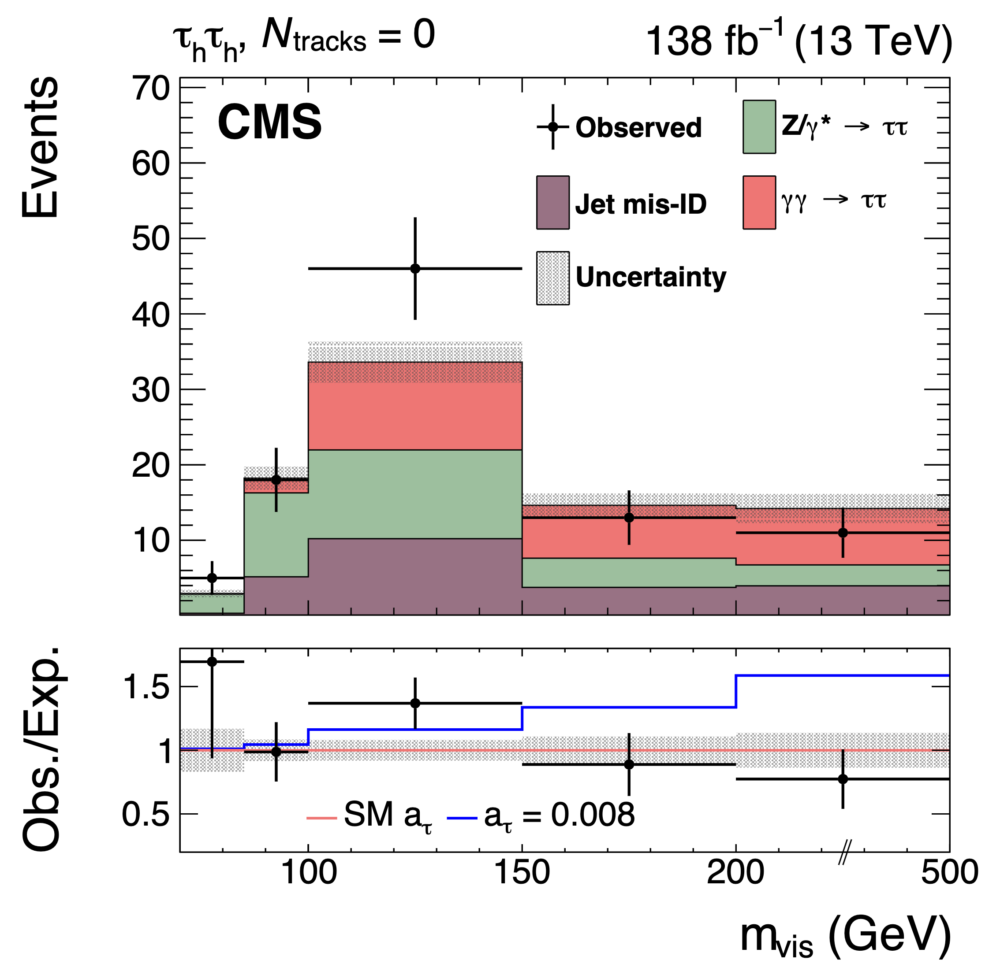 τhτh, Ntracks = 0 138 fb−1 (13 TeV)
Events
70
60
50
40
30
20
10
CMS
Observed
Z/γ* → ττ
Jet mis-ID
γγ → ττ
Uncertainty
Obs./Exp.
1.5
1
0.5
SM aτ aτ = 0.008
100 150 200 500
mvis (GeV)